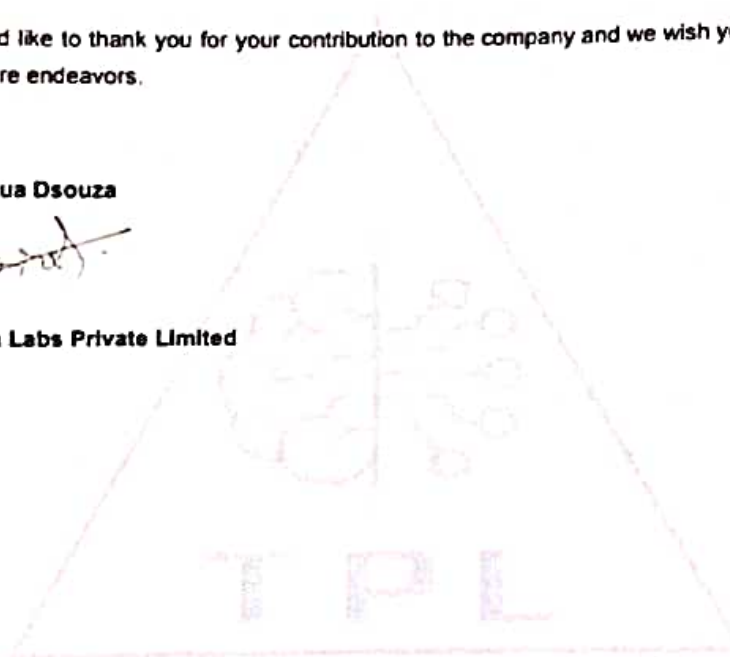 d like to thank you for your contribution to the company and we wish y
re endeavors.
ua Dsouza
Labs Private Limited
TPL